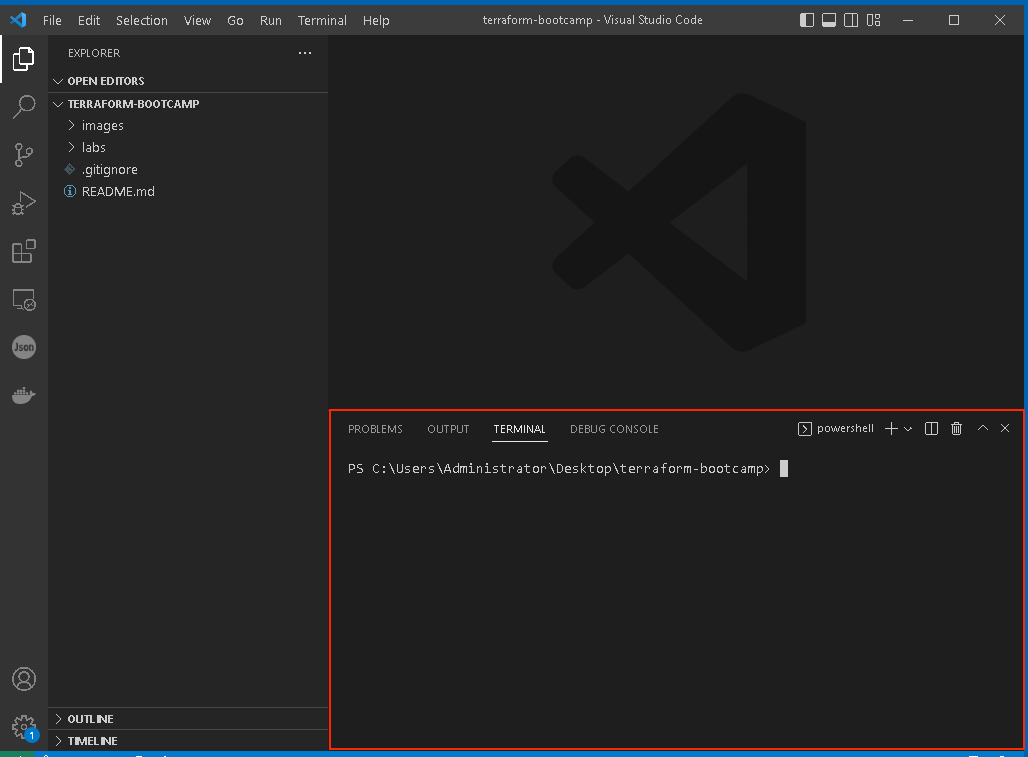 File Edit Selection View Go Run Terminal Help terraform-bootcamp - Visual Studio Code
EXPLORER
OPEN EDITORS
TERRAFORM-BOOTCAMP
images
labs
.gitignore
README.md
Json
PROBLEMS OUTPUT TERMINAL DEBUG CONSOLE powershell
PS C:\Users\Administrator\Desktop\terraform-bootcamp>
OUTLINE
1
TIMELINE